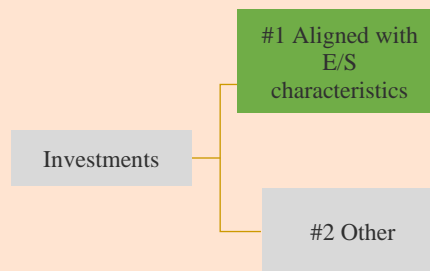 #1 Aligned with
E/S
characteristics
Investments
#2 Other